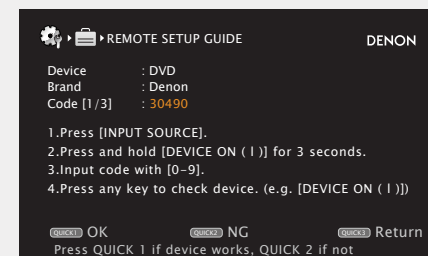 REMOTE SETUP GUIDE DENON
Device : DVD
Brand : Denon
Code [1/3] : 30490
1.Press [INPUT SOURCE].
2.Press and hold [DEVICE ON ( l )] for 3 seconds.
3.Input code with [0–9].
4.Press any key to check device. (e.g. [DEVICE ON ( l )])
QUICK1 OK QUICK2 NG QUICK3 Return
Press QUICK 1 if device works, QUICK 2 if not